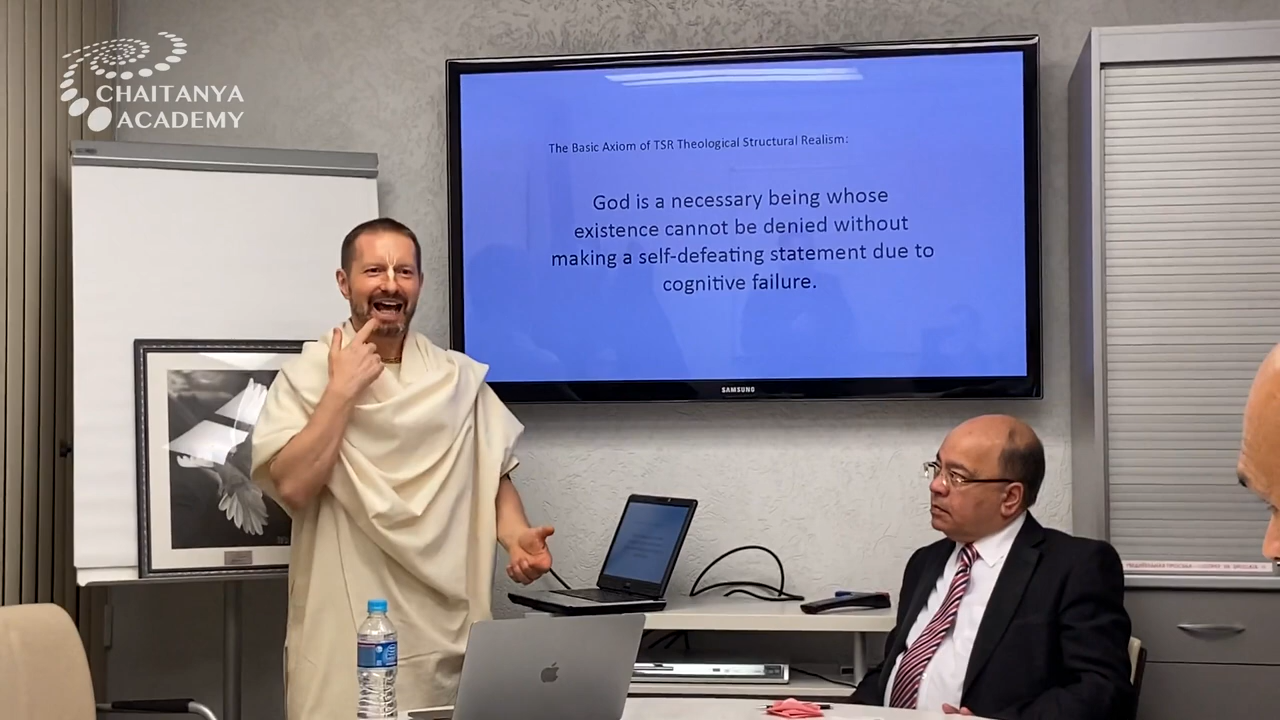 CHAITANYA
ACADEMY
The Basic Axiom of TSR Theological Structural Realism:
God is a necessary being whose
existence cannot be denied without
making a self-defeating statement due to
cognitive failure.
SAMSUNG